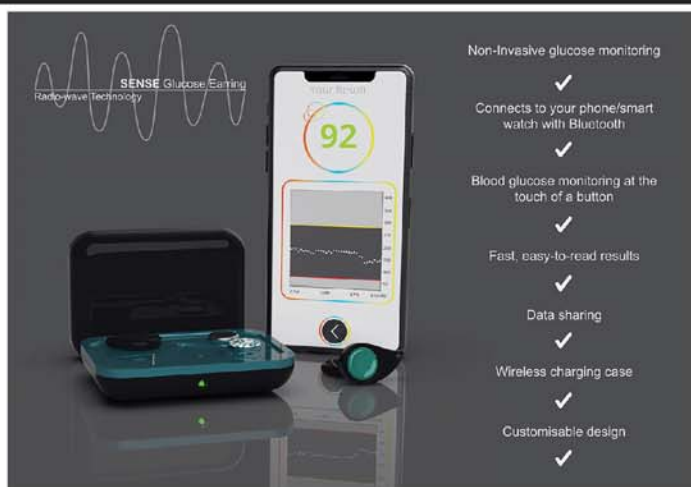 SENSE Glucose Earring
Radio-wave Technology
Your Result
92
Non-Invasive glucose monitoring
Connects to your phone/smart
watch with Bluetooth
Blood glucose monitoring at the
touch of a button
Fast, easy-to-read results
Data sharing
Wireless charging case
Customisable design